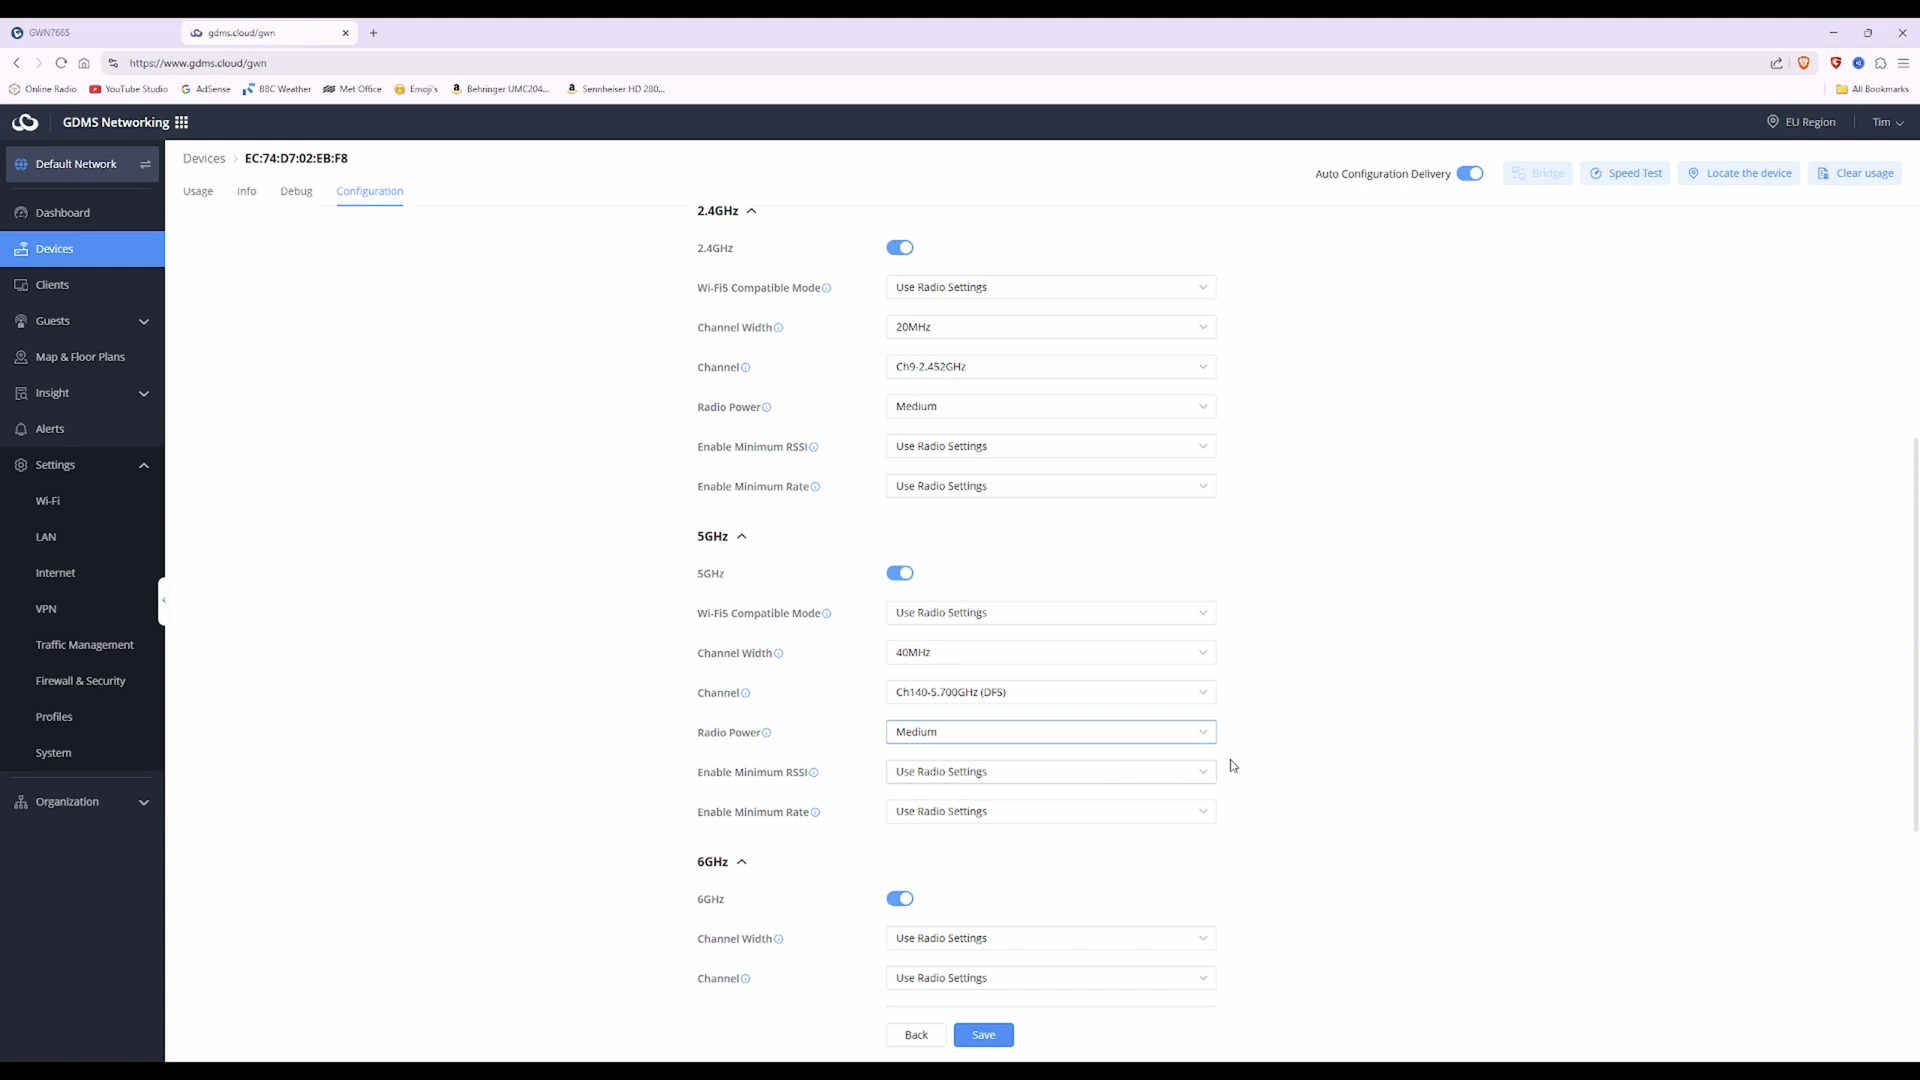 GWN7665
gdms.cloud/gwn
https://www.gdms.cloud/gwn
Online Radio
YouTube Studio
AdSense
BBC Weather
Met Office
Emoji's
Behringer UMC204...
Sennheiser HD 280...
All Bookmarks
GDMS Networking
EU Region
Tim
Default Network
Devices > EC:74:D7:02:EB:F8
Auto Configuration Delivery
Bridge
Speed Test
Locate the device
Clear usage
Usage
Info
Debug
Configuration
Dashboard
Devices
Clients
Guests
Map & Floor Plans
Insight
Alerts
Settings
Wi-Fi
LAN
Internet
VPN
Traffic Management
Firewall & Security
Profiles
System
Organization
2.4GHz
2.4GHz
Wi-Fi5 Compatible Mode Use Radio Settings
Channel Width 20MHz
Channel Ch9-2.452GHz
Radio Power Medium
Enable Minimum RSSI Use Radio Settings
Enable Minimum Rate Use Radio Settings
5GHz
5GHz
Wi-Fi5 Compatible Mode Use Radio Settings
Channel Width 40MHz
Channel Ch140-5.700GHz (DFS)
Radio Power Medium
Enable Minimum RSSI Use Radio Settings
Enable Minimum Rate Use Radio Settings
6GHz
6GHz
Channel Width Use Radio Settings
Channel Use Radio Settings
Back
Save